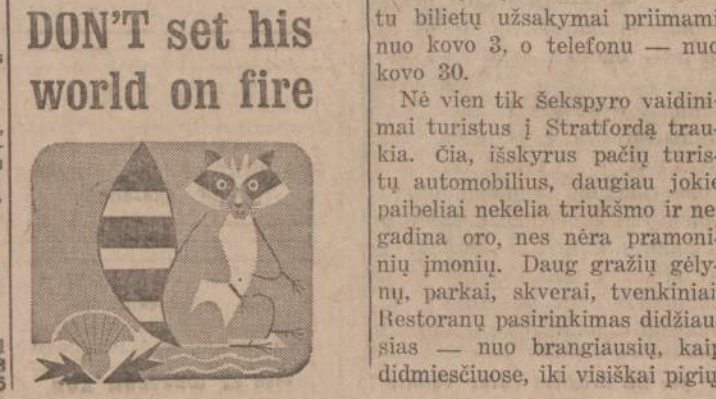 DON'T set his
world on fire
tu bilietų užsakymai priimami
nuo kovo 3, o telefonu — nuo
kovo 30.
Nė vien tik Šekspyro vaidini-
mai turistus į Stratfordą trau-
kia. Čia, išskyrus pačių turis-
tų automobilius, daugiau jokie
paibeliai nekelia triukšmo ir ne-
gadina oro, nes nėra pramoni-
nių įmonių. Daug gražių gėly-
nų, parkai, skverai, tvenkiniai.
Restoranų pasirinkimas didžiau-
sias — nuo brangiausių, kaip
didmiesčiuose, iki visiškai pigių